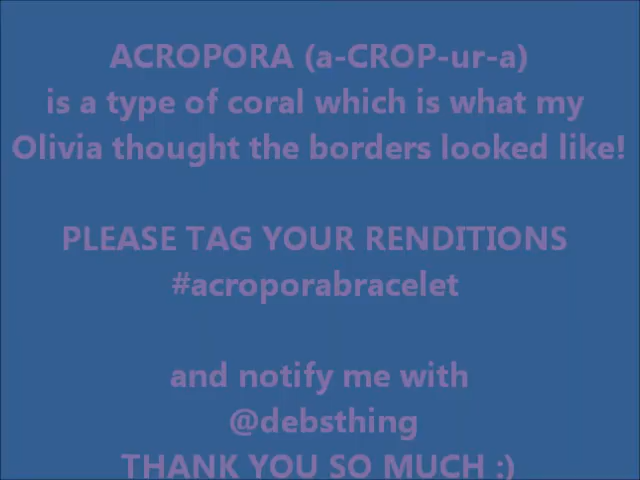 ACROPORA (a-CROP-ur-a)
is a type of coral which is what my
Olivia thought the borders looked like!
PLEASE TAG YOUR RENDITIONS
#acroporabracelet
and notify me with
@debsthing
THANK YOU SO MUCH :)